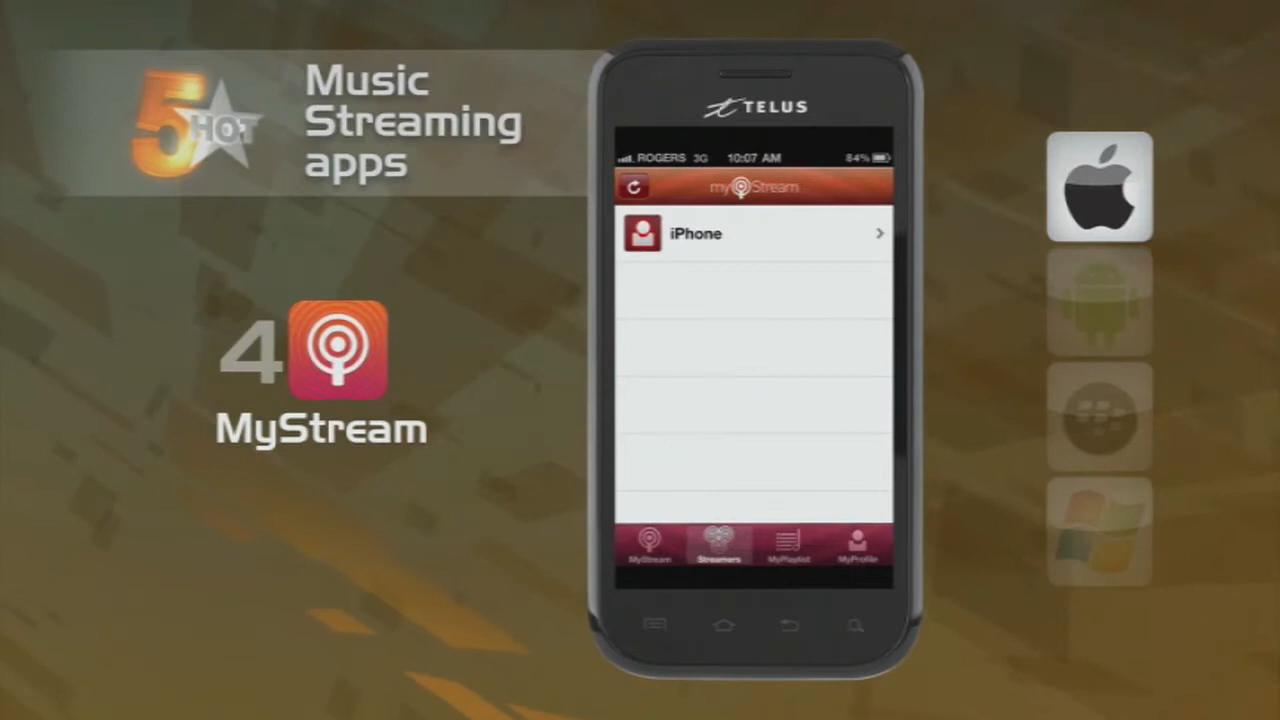 5 HOT
Music
Streaming
apps
4
MyStream
TELUS
ROGERS 3G 10:07 AM 84%
myStream
iPhone
MyStream Streamers MyPlaylist MyProfile